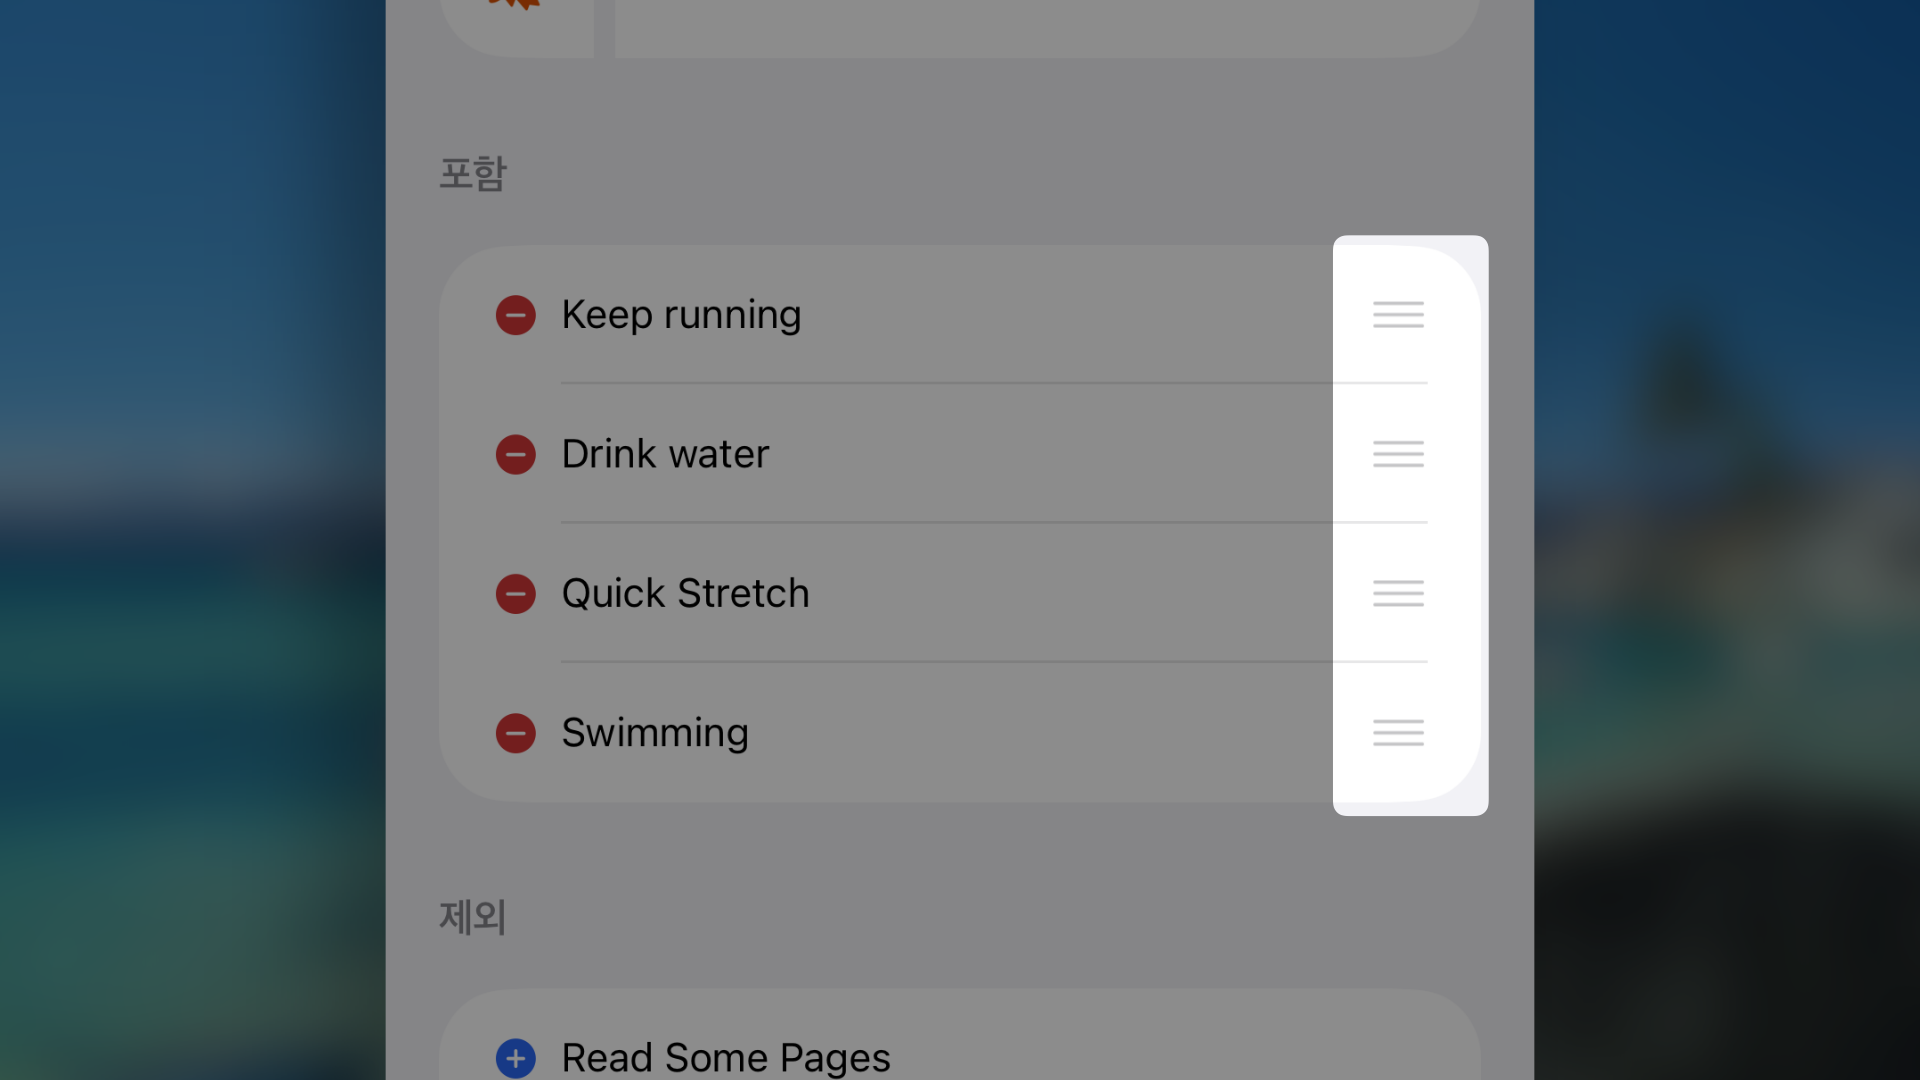 포함
Keep running
Drink water
Quick Stretch
Swimming
제외
Read Some Pages